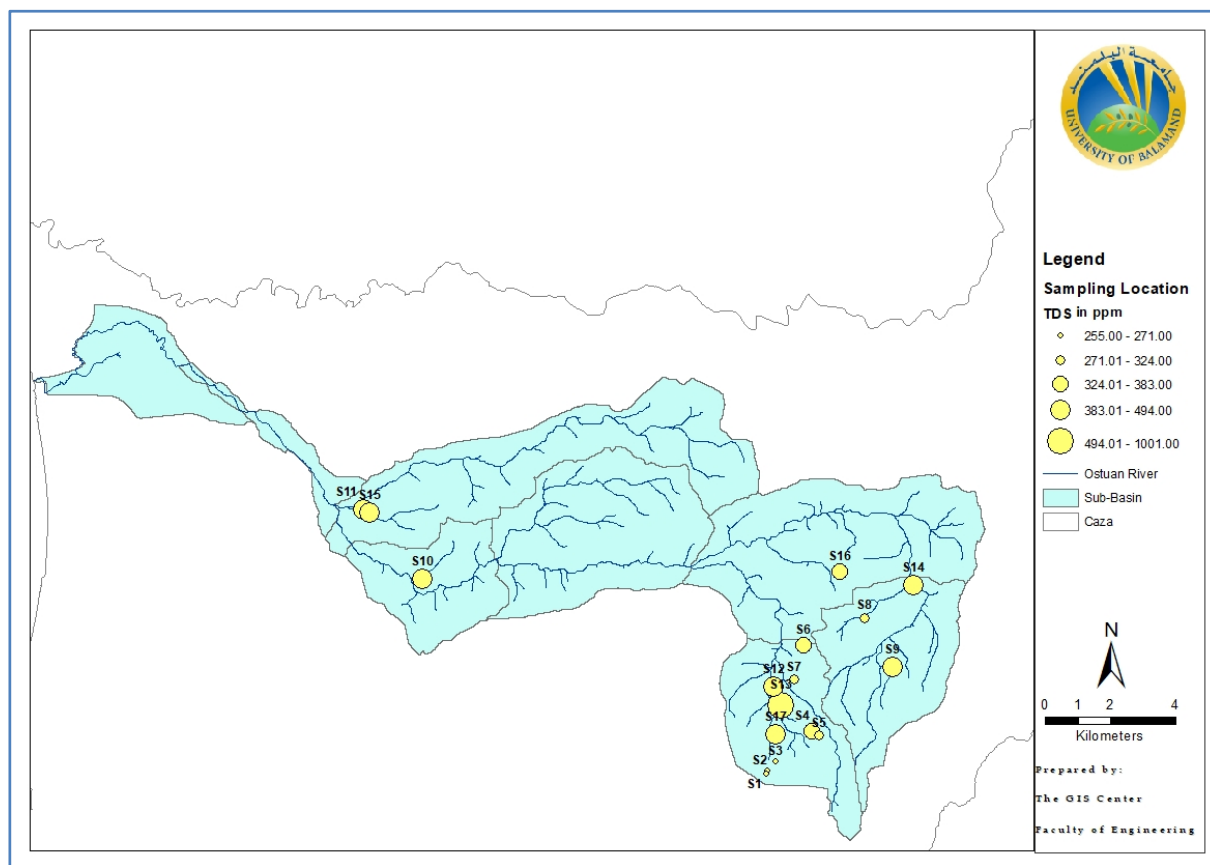 جامعة البلمند
UNIVERSITY OF BALAMAND
Legend
Sampling Location
TDS in ppm
255.00 - 271.00
271.01 - 324.00
324.01 - 383.00
383.01 - 494.00
494.01 - 1001.00
Ostuan River
Sub-Basin
Caza
S11 S15
S10
S16
S14
S8
S6
S9
S12 S7
S13
S17 S4
S5
S3
S2
S1
N
0 1 2 4
Kilometers
Prepared by:
The GIS Center
Faculty of Engineering